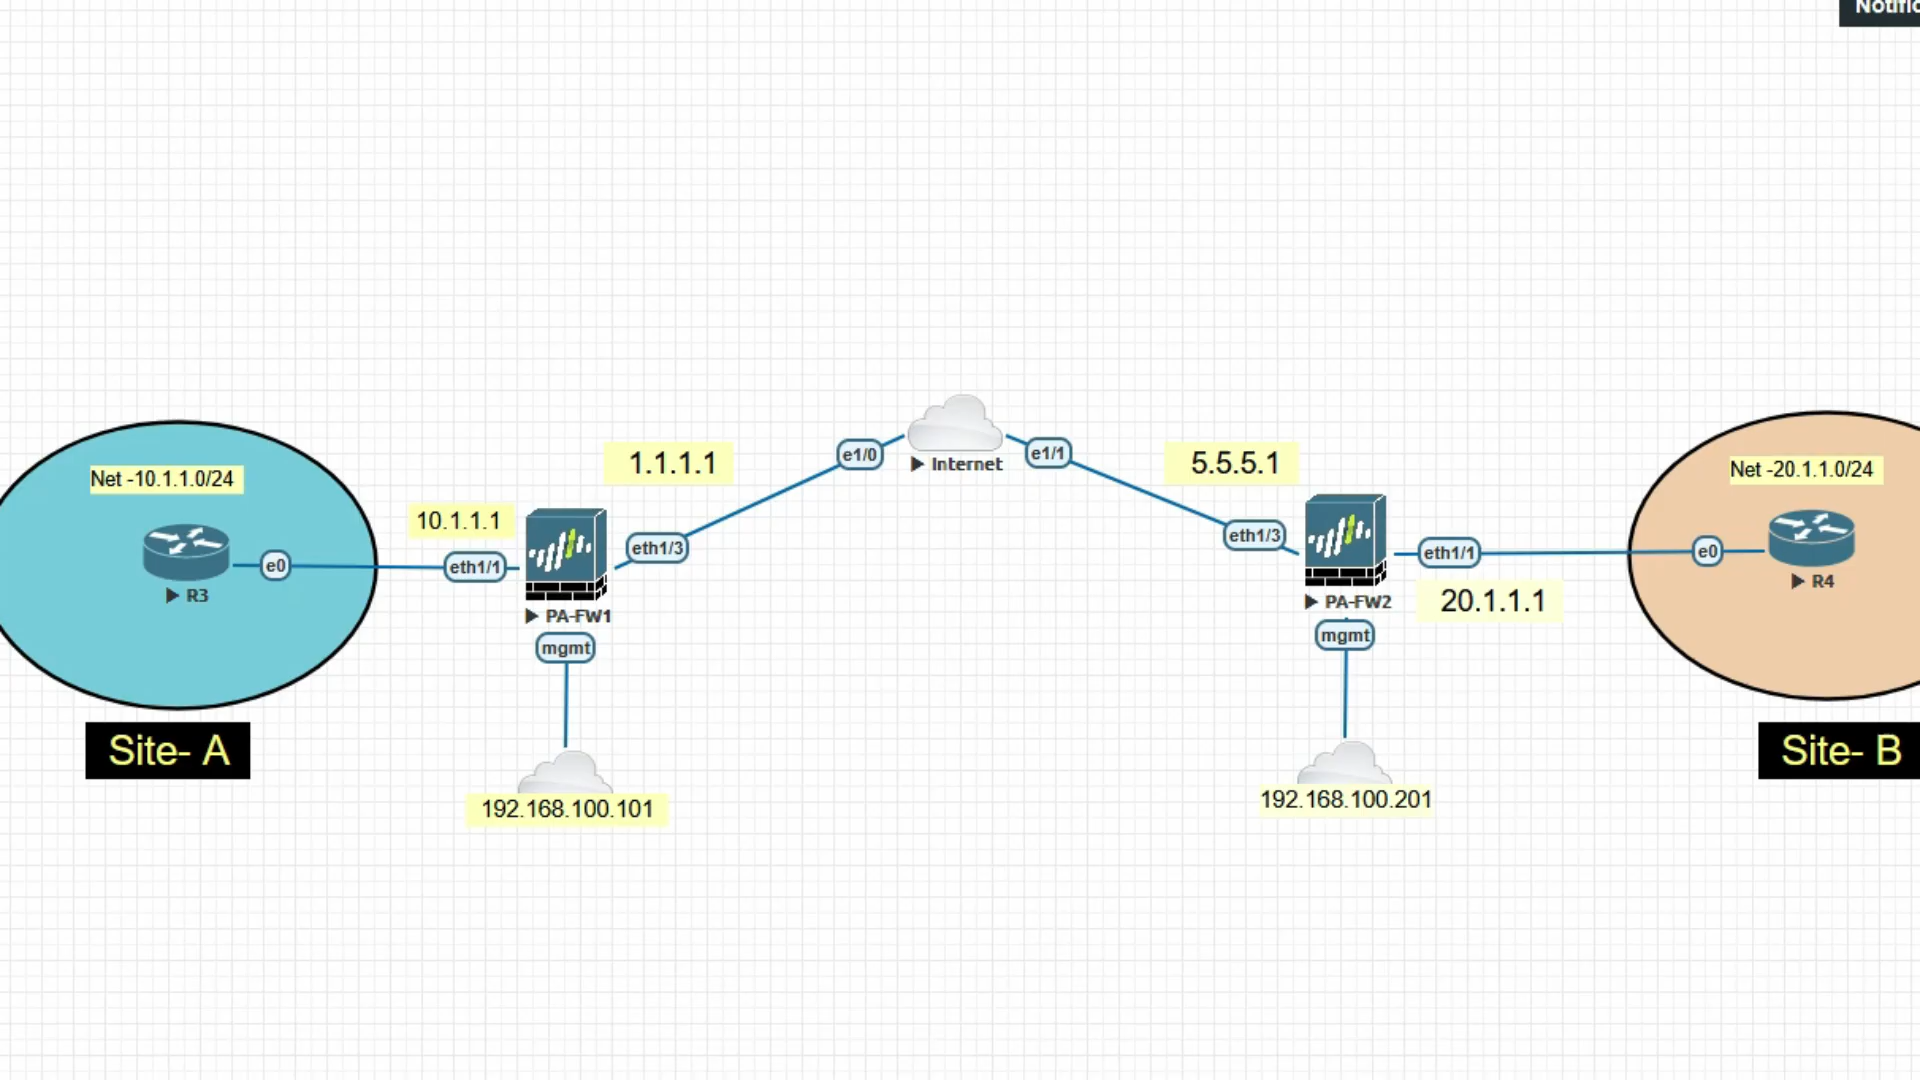 Net -10.1.1.0/24
e0
R3
Site- A
10.1.1.1
eth1/1
PA-FW1
mgmt
192.168.100.101
1.1.1.1
eth1/3
e1/0
Internet
e1/1
5.5.5.1
eth1/3
PA-FW2
mgmt
192.168.100.201
eth1/1
20.1.1.1
Net -20.1.1.0/24
e0
R4
Site- B